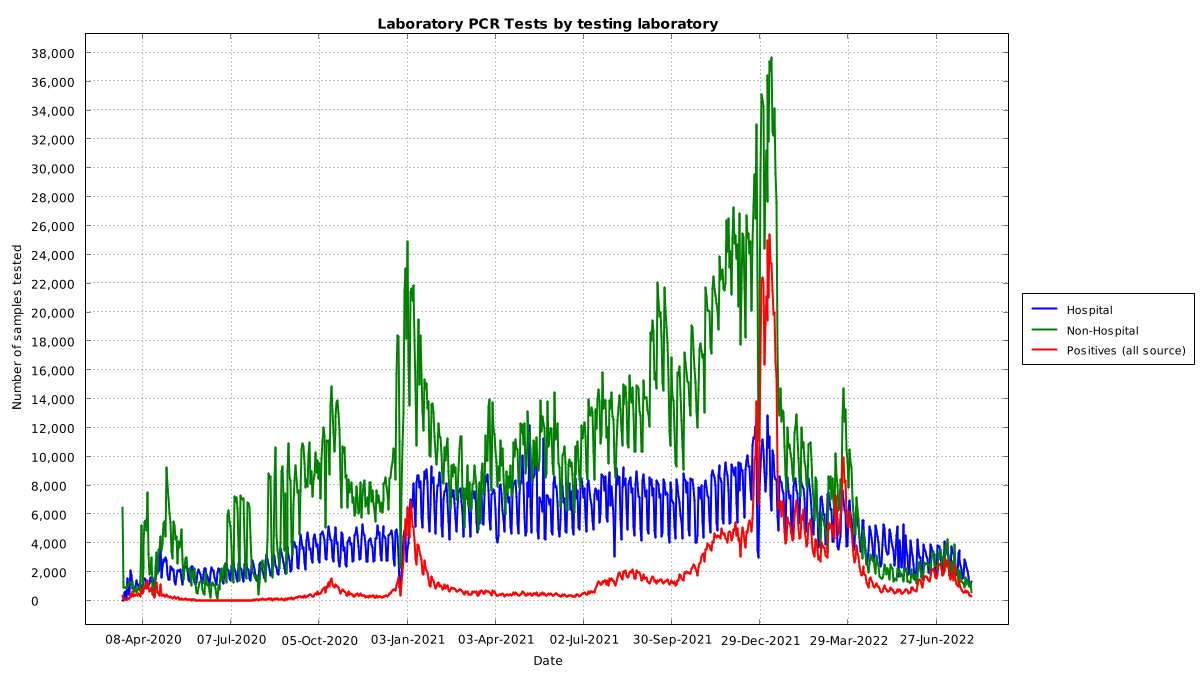 Laboratory PCR Tests by testing laboratory
38,000
36,000
34,000
32,000
30,000
28,000
26,000
24,000
22,000
20,000
18,000
16,000
14,000
12,000
10,000
8,000
6,000
4,000
2,000
0
Number of samples tested
08-Apr-2020 07-Jul-2020 05-Oct-2020 03-Jan-2021 03-Apr-2021 02-Jul-2021 30-Sep-2021 29-Dec-2021 29-Mar-2022 27-Jun-2022
Date
Hospital
Non-Hospital
Positives (all source)